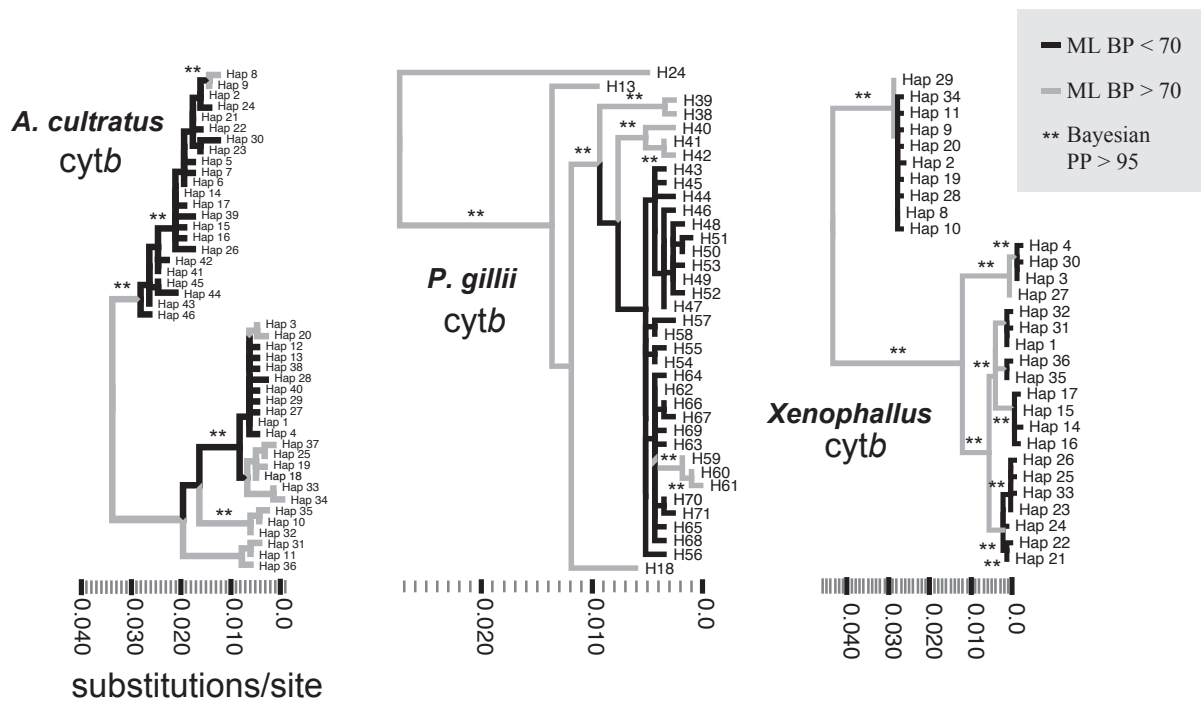 ML BP < 70
ML BP > 70
** Bayesian
PP > 95
A. cultratus
cytb
**
Hap 8
Hap 9
Hap 2
Hap 24
Hap 21
Hap 22
Hap 30
Hap 23
Hap 5
Hap 7
Hap 6
Hap 14
Hap 17
**
Hap 39
Hap 15
Hap 16
Hap 26
Hap 42
Hap 41
**
Hap 45
Hap 44
Hap 43
Hap 46
Hap 3
Hap 20
Hap 12
Hap 13
Hap 38
Hap 28
Hap 40
Hap 29
Hap 27
Hap 1
Hap 4
**
Hap 37
Hap 25
Hap 19
Hap 18
Hap 33
Hap 34
**
Hap 35
Hap 10
Hap 32
Hap 31
Hap 11
Hap 36
0.040
0.030
0.020
0.010
0.0
substitutions/site
P. gillii
cytb
H24
H13
**
H39
H38
**
H40
H41
H42
**
**
H43
H45
H44
H46
H48
H51
H50
H53
H49
H52
H47
**
H57
H58
H55
H54
H64
H62
H66
H67
H69
H63
**
H59
H60
**
H61
H70
H71
H65
H68
H56
H18
0.020
0.010
0.0
Xenophallus
cytb
**
Hap 29
Hap 34
Hap 11
Hap 9
Hap 20
Hap 2
Hap 19
Hap 28
Hap 8
Hap 10
**
Hap 4
**
Hap 30
Hap 3
Hap 27
Hap 32
Hap 31
Hap 1
**
**
Hap 36
Hap 35
Hap 17
Hap 15
**
Hap 14
Hap 16
**
Hap 26
Hap 25
**
Hap 33
Hap 23
Hap 24
**
Hap 22
**
Hap 21
0.040
0.030
0.020
0.010
0.0